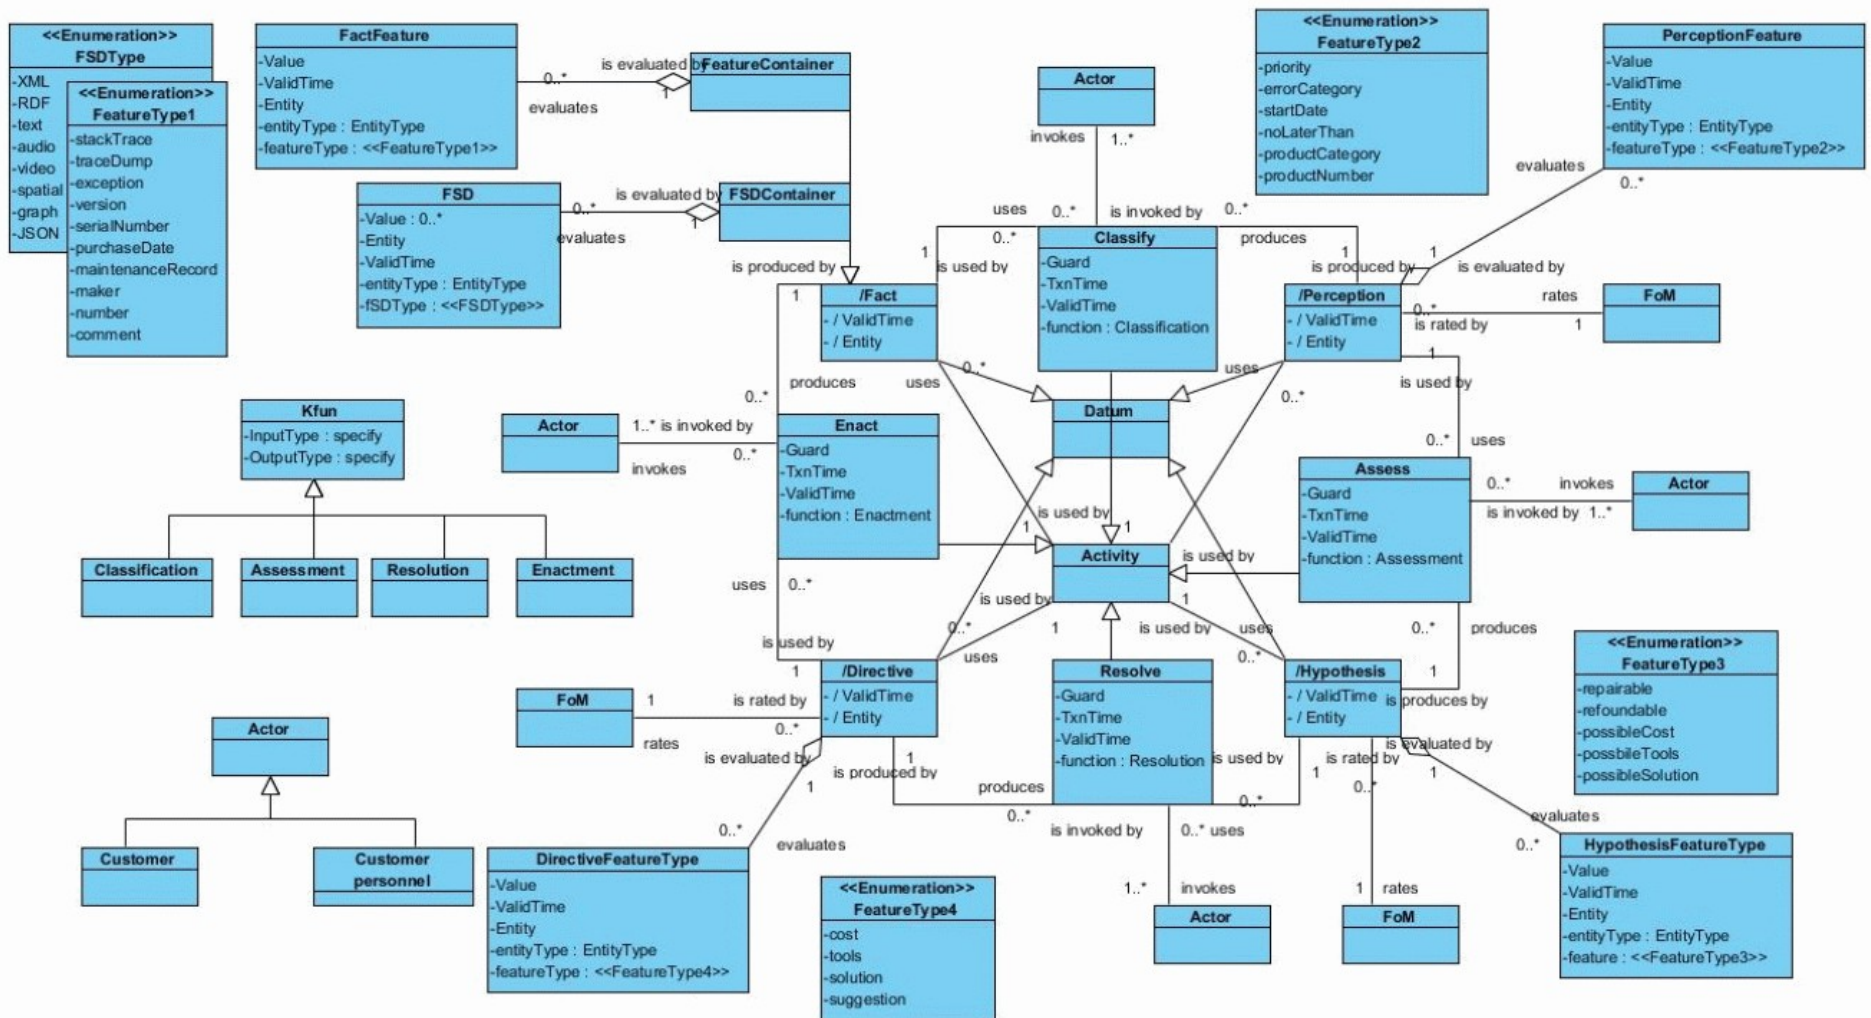 <<Enumeration>>
FSDType
-XML
-RDF
-text
-audio
-video
-spatial
-graph
-JSON
<<Enumeration>>
FeatureType1
-stackTrace
-traceDump
-exception
-version
-serialNumber
-purchaseDate
-maintenanceRecord
-maker
-number
-comment
FactFeature
-Value
-ValidTime
-Entity
-entityType : EntityType
-featureType : <<FeatureType1>>
0..*
evaluates
is evaluated by
1
FeatureContainer
FSD
-Value : 0..*
-Entity
-ValidTime
-entityType : EntityType
-fSDType : <<FSDType>>
0..*
evaluates
is evaluated by
1
FSDContainer
Actor
invokes
1..*
0..*
is invoked by
<<Enumeration>>
FeatureType2
-priority
-errorCategory
-startDate
-noLaterThan
-productCategory
-productNumber
PerceptionFeature
-Value
-ValidTime
-Entity
-entityType : EntityType
-featureType : <<FeatureType2>>
evaluates
0..*
1
is evaluated by
uses
0..*
1
is used by
Classify
-Guard
-TxnTime
-ValidTime
-function : Classification
0..*
produces
1
is produced by
is produced by
1
/Fact
- / ValidTime
- / Entity
/Perception
- / ValidTime
- / Entity
0..*
is rated by
rates
1
FoM
produces
0..*
uses
0..*
uses
0..*
1
is used by
0..*
uses
Datum
Kfun
-InputType : specify
-OutputType : specify
Classification
Assessment
Resolution
Enactment
Actor
1..* is invoked by
0..*
invokes
Enact
-Guard
-TxnTime
-ValidTime
-function : Enactment
Assess
-Guard
-TxnTime
-ValidTime
-function : Assessment
0..*
invokes
is invoked by 1..*
Actor
is used by
1
1
Activity
is used by
is used by
1
is used by
1
0..*
uses
uses
0..*
uses
0..*
is used by
1
0..*
produces
1
is produces by
/Directive
- / ValidTime
- / Entity
Resolve
-Guard
-TxnTime
-ValidTime
-function : Resolution
/Hypothesis
- / ValidTime
- / Entity
<<Enumeration>>
FeatureType3
-repairable
-refoundable
-possibleCost
-possbileTools
-possibleSolution
FoM
1
is rated by
0..*
rates
is evaluated by
1
0..*
evaluates
1
is produced by
produces
0..*
is used by
1
0..*
is invoked by
0..* uses
1..*
invokes
Actor
is rated by
0..*
1
rates
FoM
is evaluated by
1
evaluates
0..*
HypothesisFeatureType
-Value
-ValidTime
-Entity
-entityType : EntityType
-feature : <<FeatureType3>>
Actor
Customer
Customer
personnel
DirectiveFeatureType
-Value
-ValidTime
-Entity
-entityType : EntityType
-featureType : <<FeatureType4>>
<<Enumeration>>
FeatureType4
-cost
-tools
-solution
-suggestion